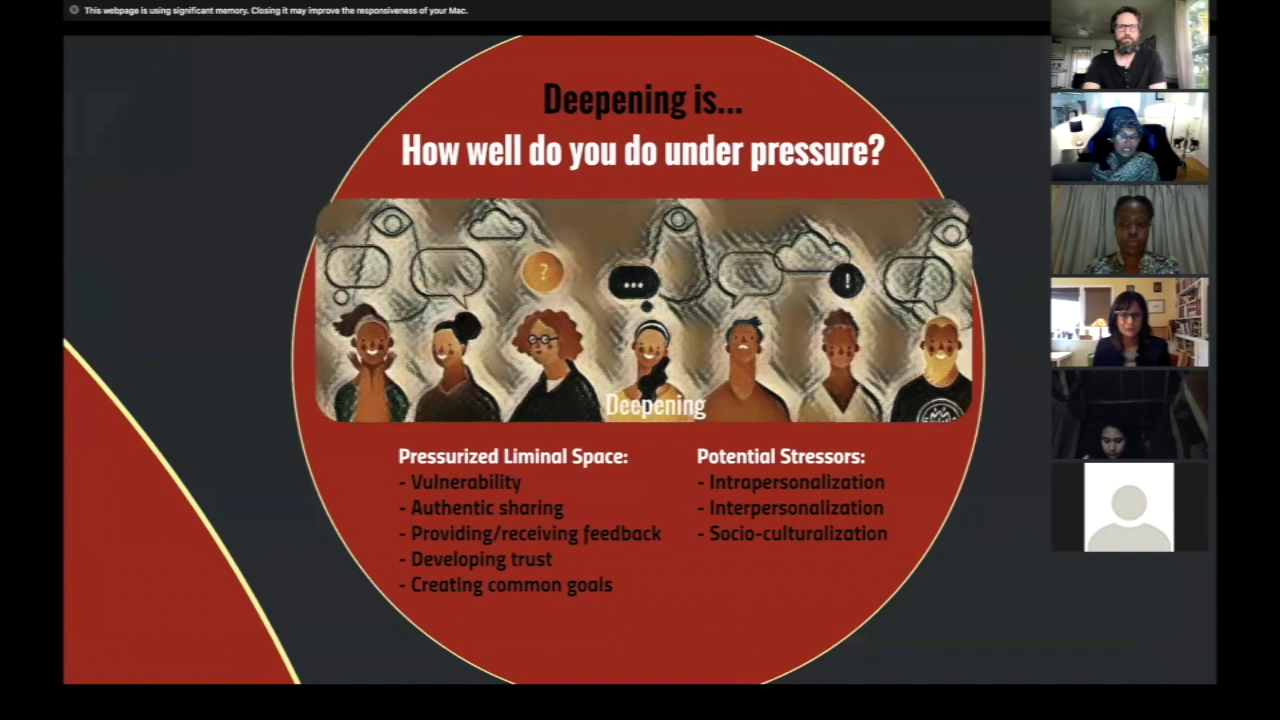 This webpage is using significant memory. Closing it may improve the responsiveness of your Mac.
Deepening is...
How well do you do under pressure?
?
...
!
Deepening
Pressurized Liminal Space:
- Vulnerability
- Authentic sharing
- Providing/receiving feedback
- Developing trust
- Creating common goals
Potential Stressors:
- Intrapersonalization
- Interpersonalization
- Socio-culturalization